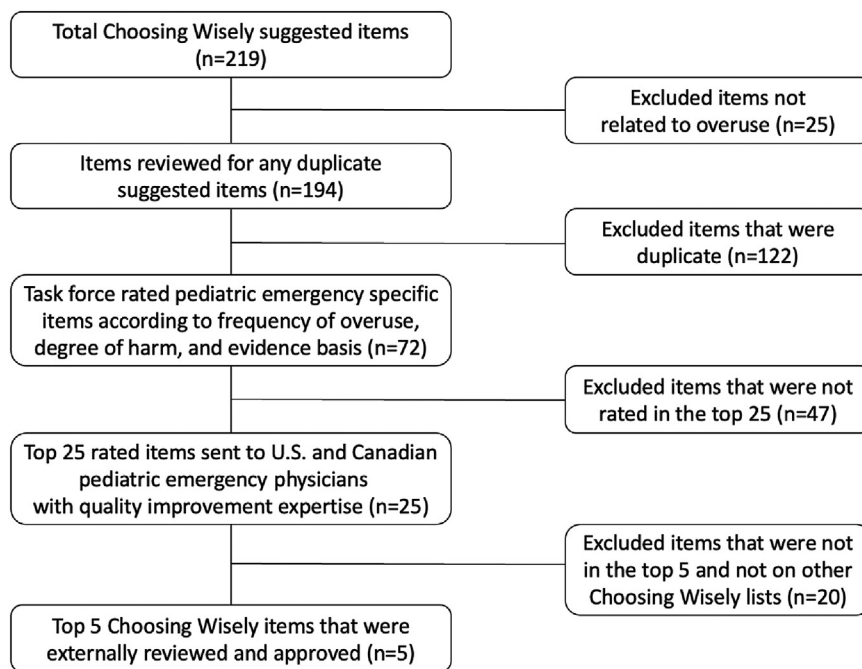 Total Choosing Wisely suggested items
(n=219)
Excluded items not
related to overuse (n=25)
Items reviewed for any duplicate
suggested items (n=194)
Excluded items that were
duplicate (n=122)
Task force rated pediatric emergency specific
items according to frequency of overuse,
degree of harm, and evidence basis (n=72)
Excluded items that were not
rated in the top 25 (n=47)
Top 25 rated items sent to U.S. and Canadian
pediatric emergency physicians
with quality improvement expertise (n=25)
Excluded items that were not
in the top 5 and not on other
Choosing Wisely lists (n=20)
Top 5 Choosing Wisely items that were
externally reviewed and approved (n=5)